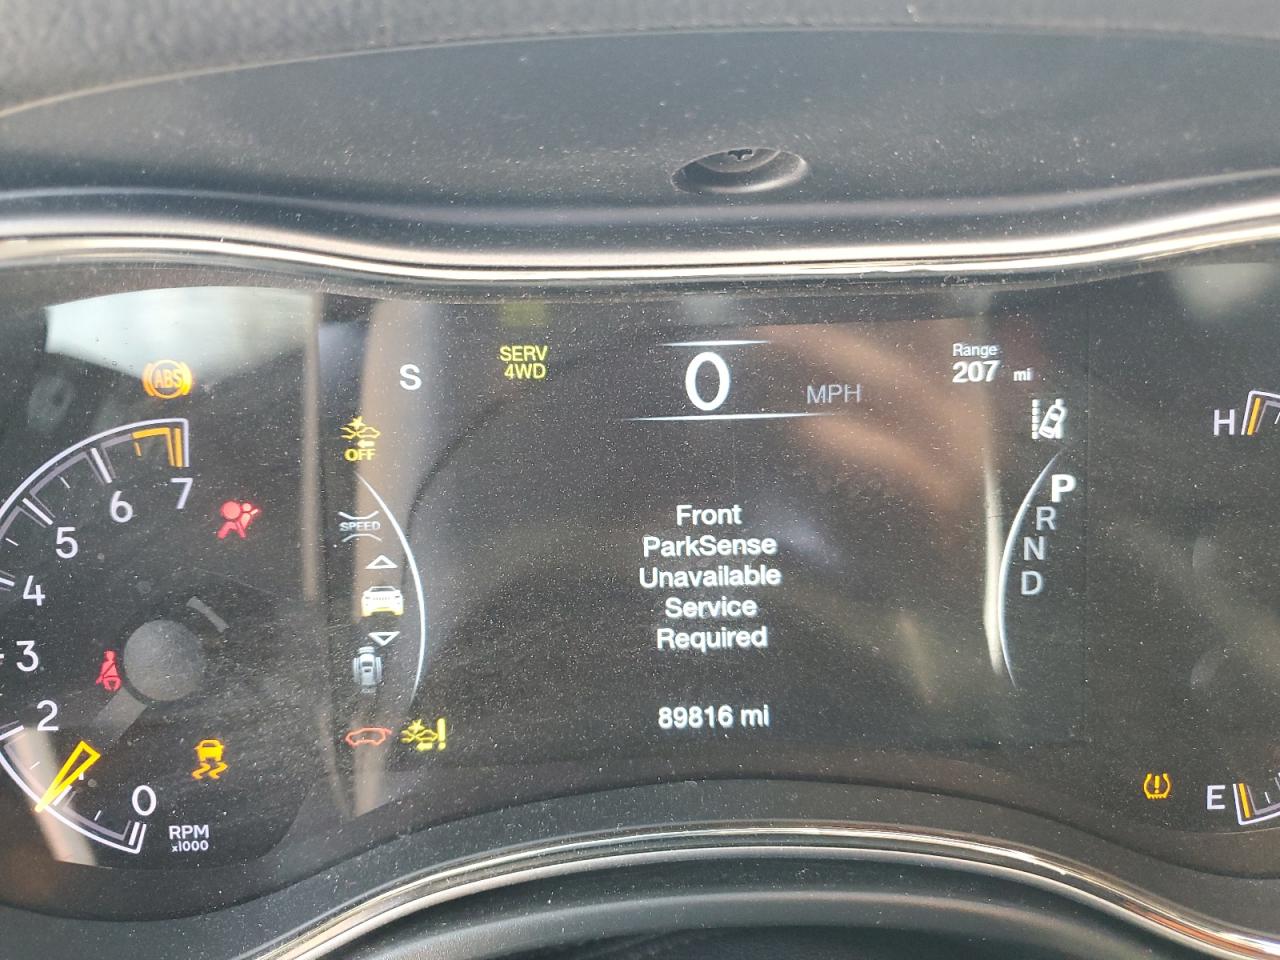 SERV
4WD
0
MPH
Range
207 mi
S
ABS
OFF
SPEED
H
P
R
N
D
7
6
5
4
3
2
0
RPM
x1000
Front
ParkSense
Unavailable
Service
Required
89816 mi
E